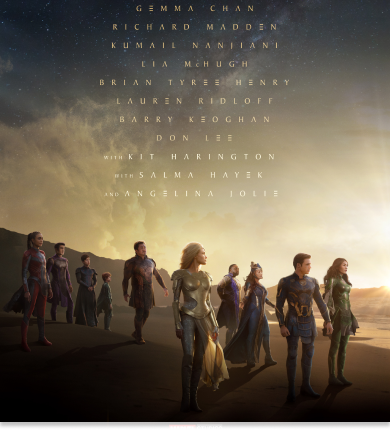 GEMMA CHAN
RICHARD MADDEN
KUMAIL NANJIANI
LIA McHUGH
BRIAN TYREE HENRY
LAUREN RIDLOFF
BARRY KEOGHAN
DON LEE
WITH KIT HARINGTON
WITH SALMA HAYEK
AND ANGELINA JOLIE